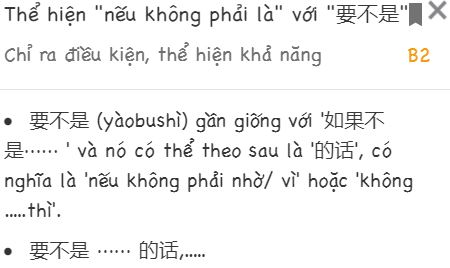 Thể hiện "nếu không phải là" với "要不是"
Chỉ ra điều kiện, thể hiện khả năng B2
• 要不是 (yàobushì) gần giống với '如果不
是…… ' và nó có thể theo sau là '的话', có
nghĩa là 'nếu không phải nhờ/ vì' hoặc 'không
.....thì'.
• 要不是 …… 的话,.....